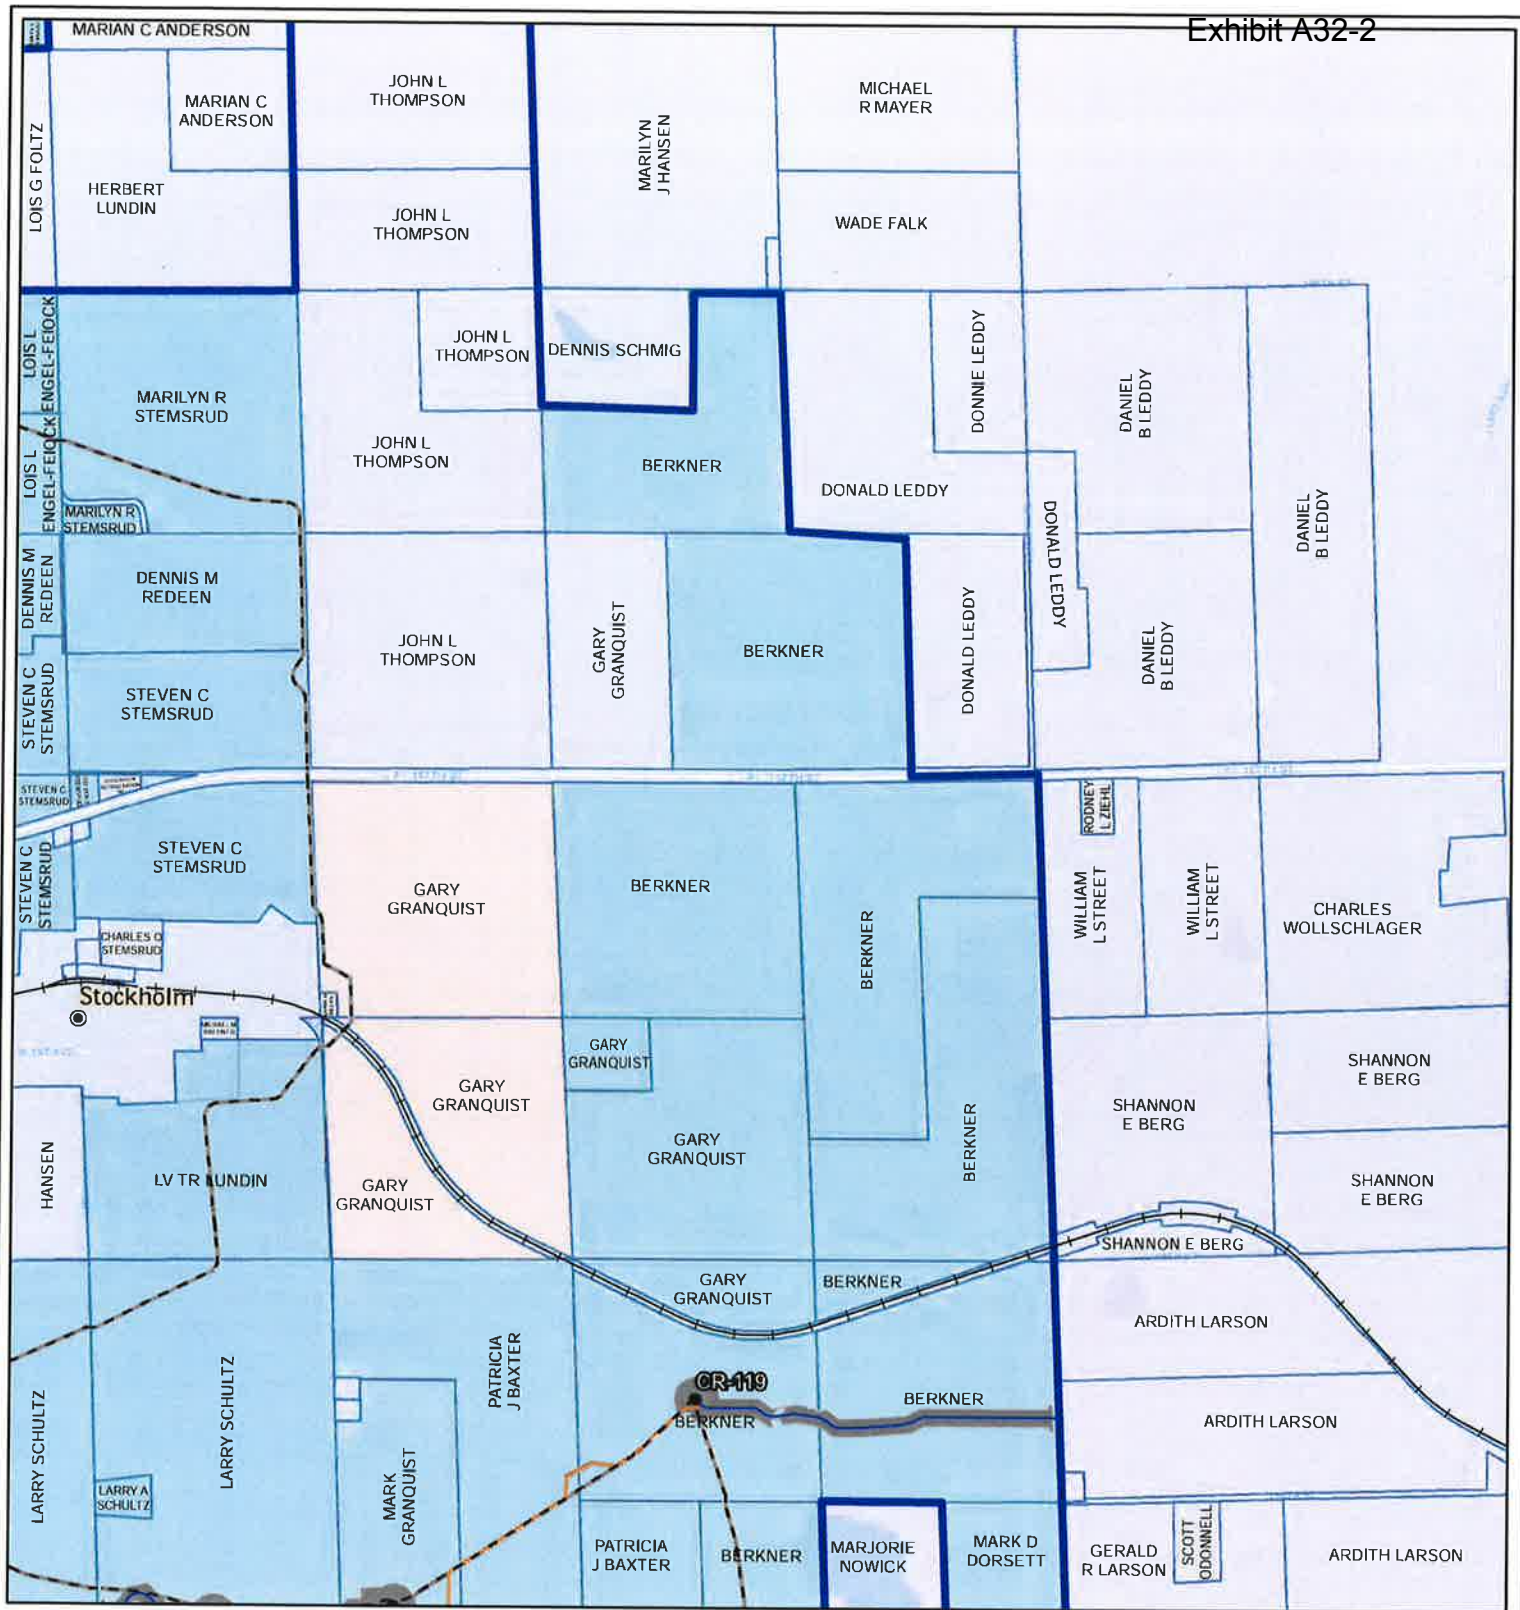 Exhibit A32-2
MARIAN C ANDERSON
JOHN L
THOMPSON
MICHAEL
R MAYER
MARIAN C
ANDERSON
MARILYN
J HANSEN
LOIS G FOLTZ
HERBERT
LUNDIN
JOHN L
THOMPSON
WADE FALK
LOIS L
ENGEL-FEIOCK
JOHN L
THOMPSON
DENNIS SCHMIG
DONNIE LEDDY
DANIEL
B LEDDY
MARILYN R
STEMSRUD
JOHN L
THOMPSON
BERKNER
DONALD LEDDY
LOIS L
ENGEL-FEIOCK
MARILYN R
STEMSRUD
DONALD LEDDY
DANIEL
B LEDDY
DENNIS M
REDEEN
DENNIS M
REDEEN
JOHN L
THOMPSON
GARY
GRANQUIST
BERKNER
DONALD LEDDY
DANIEL
B LEDDY
STEVEN C
STEMSRUD
STEVEN C
STEMSRUD
STEVEN C
STEMSRUD
RODNEY
L ZIEHL
STEVEN C
STEMSRUD
STEVEN C
STEMSRUD
GARY
GRANQUIST
BERKNER
BERKNER
WILLIAM
L STREET
WILLIAM
L STREET
CHARLES
WOLLSCHLAGER
CHARLES O
STEMSRUD
Stockholm
GARY
GRANQUIST
SHANNON
E BERG
GARY
GRANQUIST
SHANNON
E BERG
GARY
GRANQUIST
BERKNER
HANSEN
LV TR LUNDIN
GARY
GRANQUIST
SHANNON
E BERG
SHANNON E BERG
GARY
GRANQUIST
BERKNER
ARDITH LARSON
PATRICIA
J BAXTER
LARRY SCHULTZ
LARRY SCHULTZ
CR-119
BERKNER
BERKNER
ARDITH LARSON
LARRY A
SCHULTZ
MARK
GRANQUIST
PATRICIA
J BAXTER
BERKNER
MARJORIE
NOWICK
MARK D
DORSETT
GERALD
R LARSON
SCOTT
ODONNELL
ARDITH LARSON